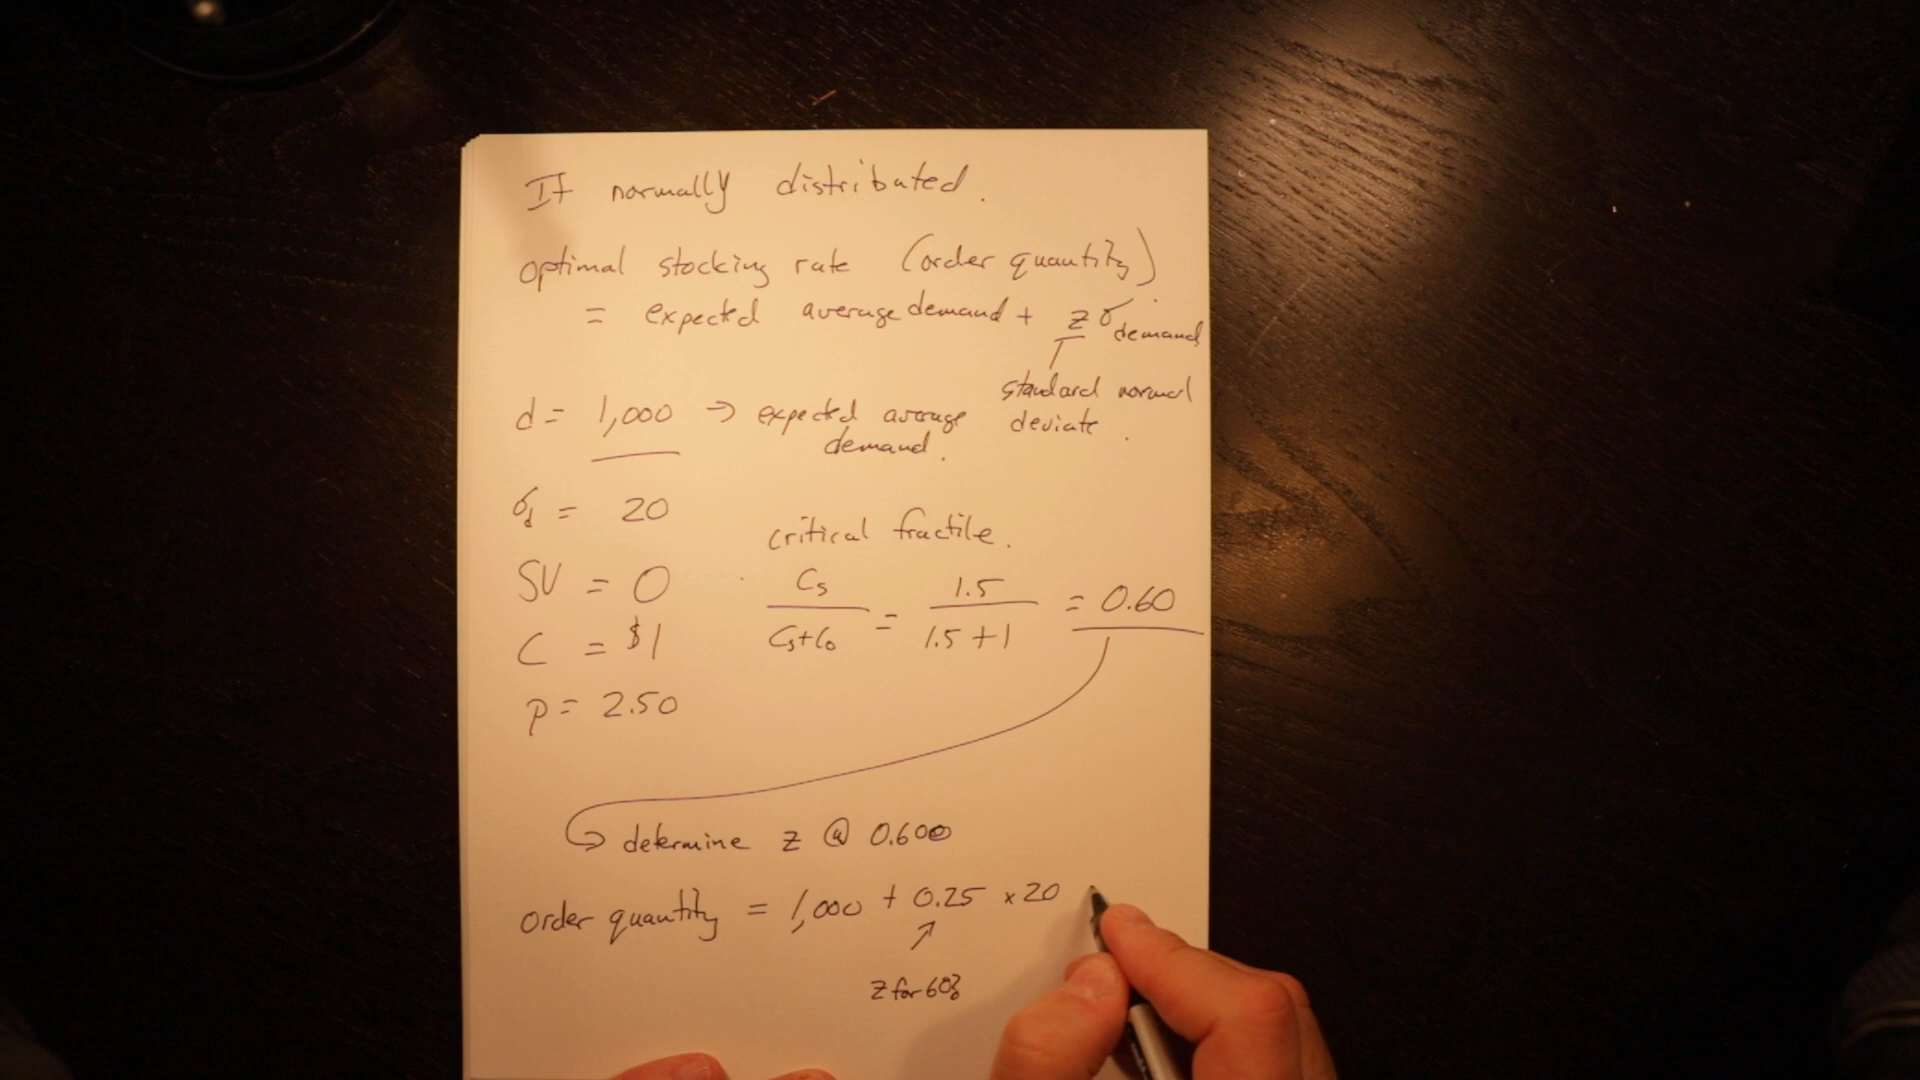 If normally distributed.
optimal stocking rate (order quantity)
= expected average demand + z σ demand
standard normal
deviate.
d = 1,000 → expected average
demand.
σd = 20
critical fractile.
SV = 0
Cs / Cs+Co = 1.5 / 1.5+1 = 0.60
C = $1
p = 2.50
determine z @ 0.600
order quantity = 1,000 + 0.25 × 20
↗
z for 60%